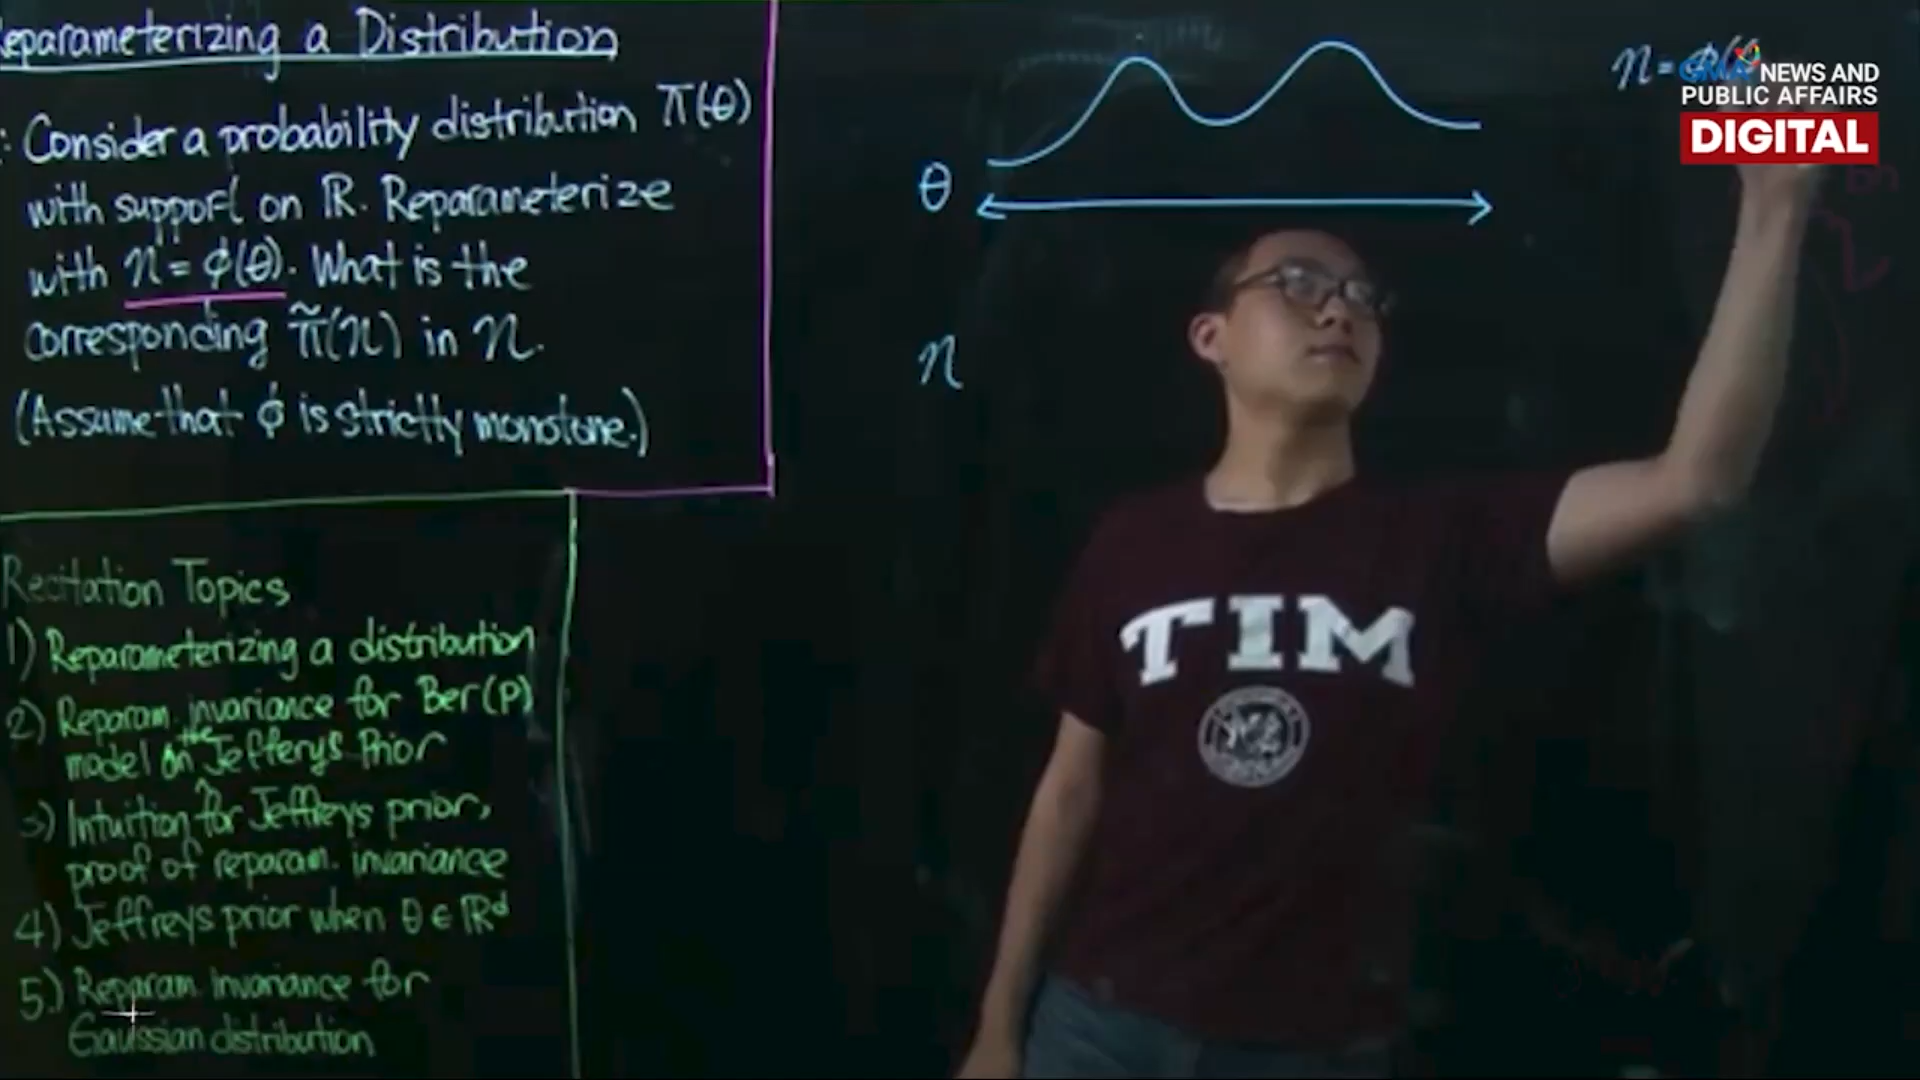 eparameterizing a Distribution
: Consider a probability distribution π(θ)
with support on ℝ. Reparameterize
with η = φ(θ). What is the
corresponding π̃(η) in η.
(Assume that φ is strictly monotone.)
Recitation Topics
1) Reparameterizing a distribution
2) Reparam. invariance for Ber(p)
model on the Jefferys Prior
3) Intuition for Jeffreys prior,
proof of reparam. invariance
4) Jeffreys prior when θ ∈ ℝᵈ
5.) Reparam. Invariance for
Gaussian distribution
θ
η
η = φ(
GMA NEWS AND
PUBLIC AFFAIRS
DIGITAL
TIM